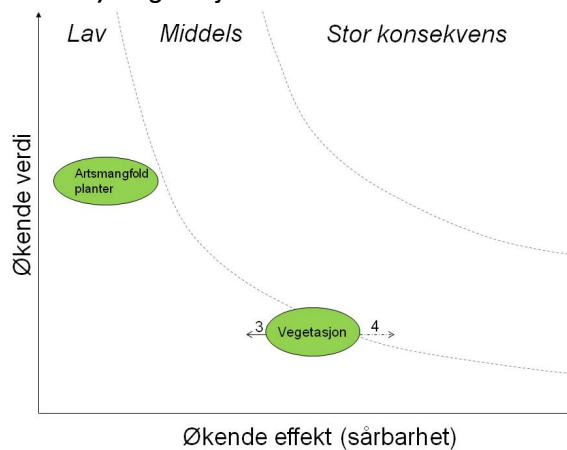 Lav Middels Stor konsekvens
Økende verdi
Artsmangfold
planter
3 Vegetasjon 4
Økende effekt (sårbarhet)